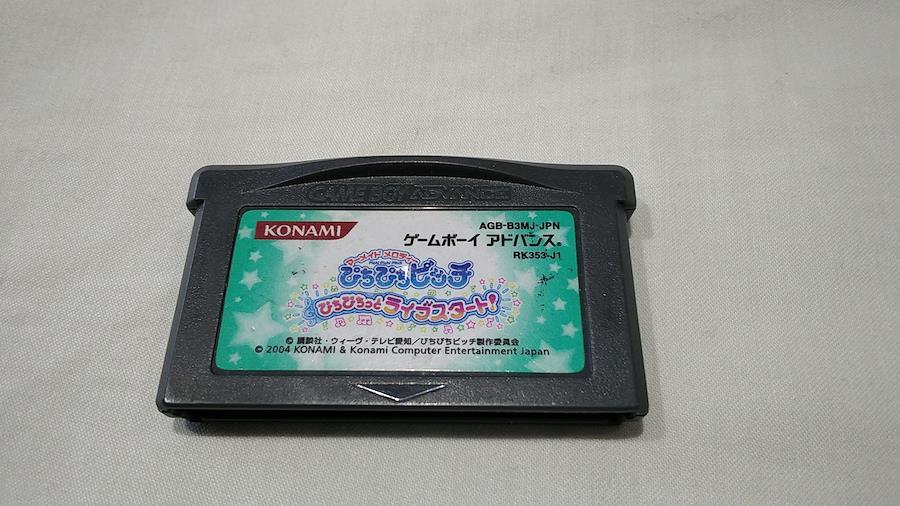 GAME BOY ADVANCE
KONAMI
AGB-B3MJ-JPN
ゲームボーイ アドバンス®
RK353-J1
マーメイド メロディー
Pichi Pichi Pitch
ぴちぴちピッチ
ぴちぴちっとライブスタート!
© 講談社・ウィーヴ・テレビ愛知/ぴちぴちピッチ製作委員会
© 2004 KONAMI & Konami Computer Entertainment Japan